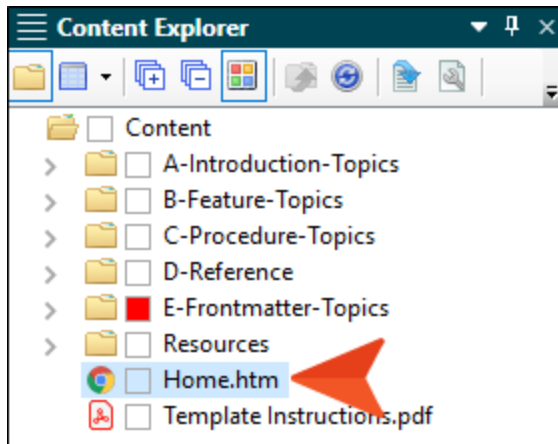 Content Explorer
Content
A-Introduction-Topics
B-Feature-Topics
C-Procedure-Topics
D-Reference
E-Frontmatter-Topics
Resources
Home.htm
Template Instructions.pdf